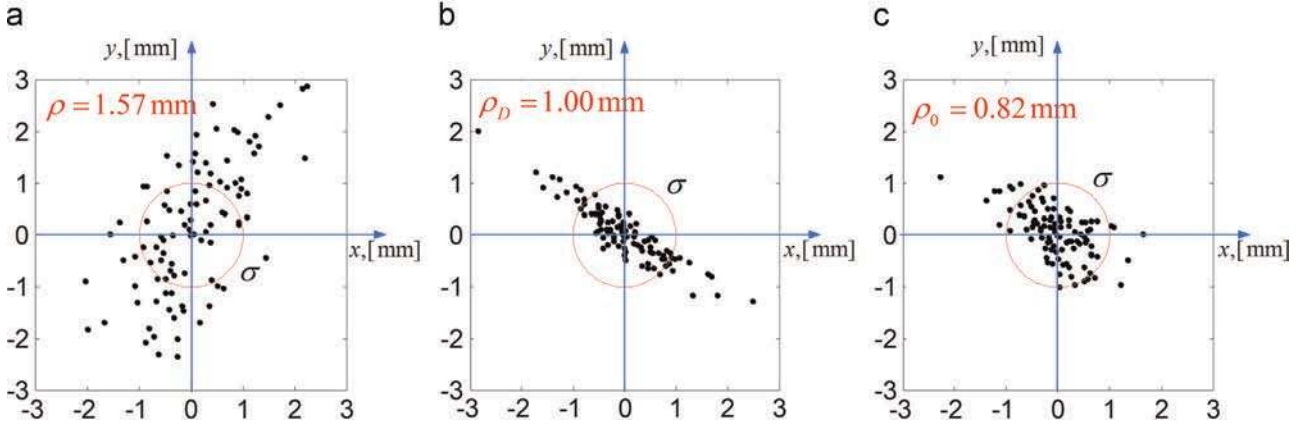 a
y,[mm]
3
2
1
0
-1
-2
-3
-3 -2 -1 0 1 2 3
ρ = 1.57 mm
σ
x,[mm]
b
y,[mm]
3
2
1
0
-1
-2
-3
-3 -2 -1 0 1 2 3
ρD = 1.00 mm
σ
x,[mm]
c
y,[mm]
3
2
1
0
-1
-2
-3
-3 -2 -1 0 1 2 3
ρ0 = 0.82 mm
σ
x,[mm]